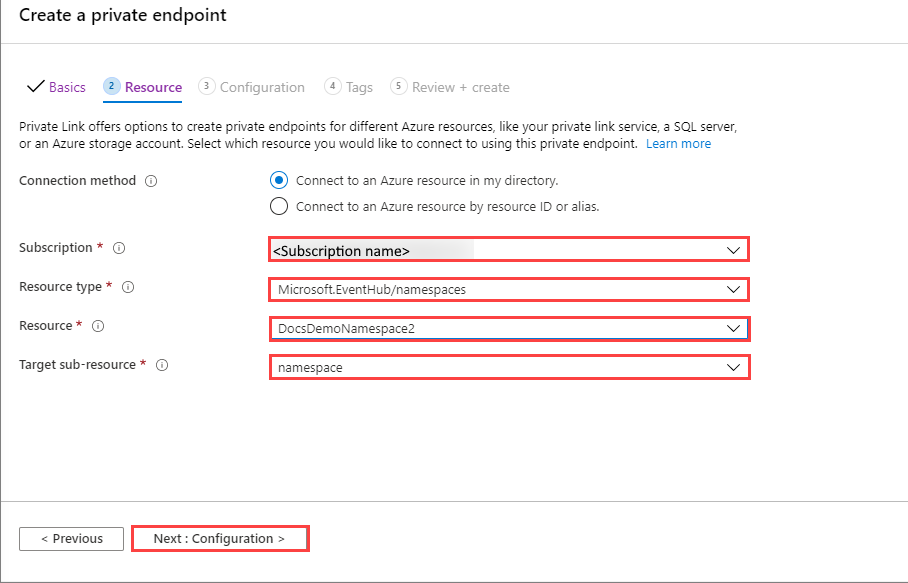 Create a private endpoint
Basics 2 Resource 3 Configuration 4 Tags 5 Review + create
Private Link offers options to create private endpoints for different Azure resources, like your private link service, a SQL server,
or an Azure storage account. Select which resource you would like to connect to using this private endpoint. Learn more
Connection method Connect to an Azure resource in my directory.
Connect to an Azure resource by resource ID or alias.
Subscription * <Subscription name>
Resource type * Microsoft.EventHub/namespaces
Resource * DocsDemoNamespace2
Target sub-resource * namespace
< Previous Next : Configuration >